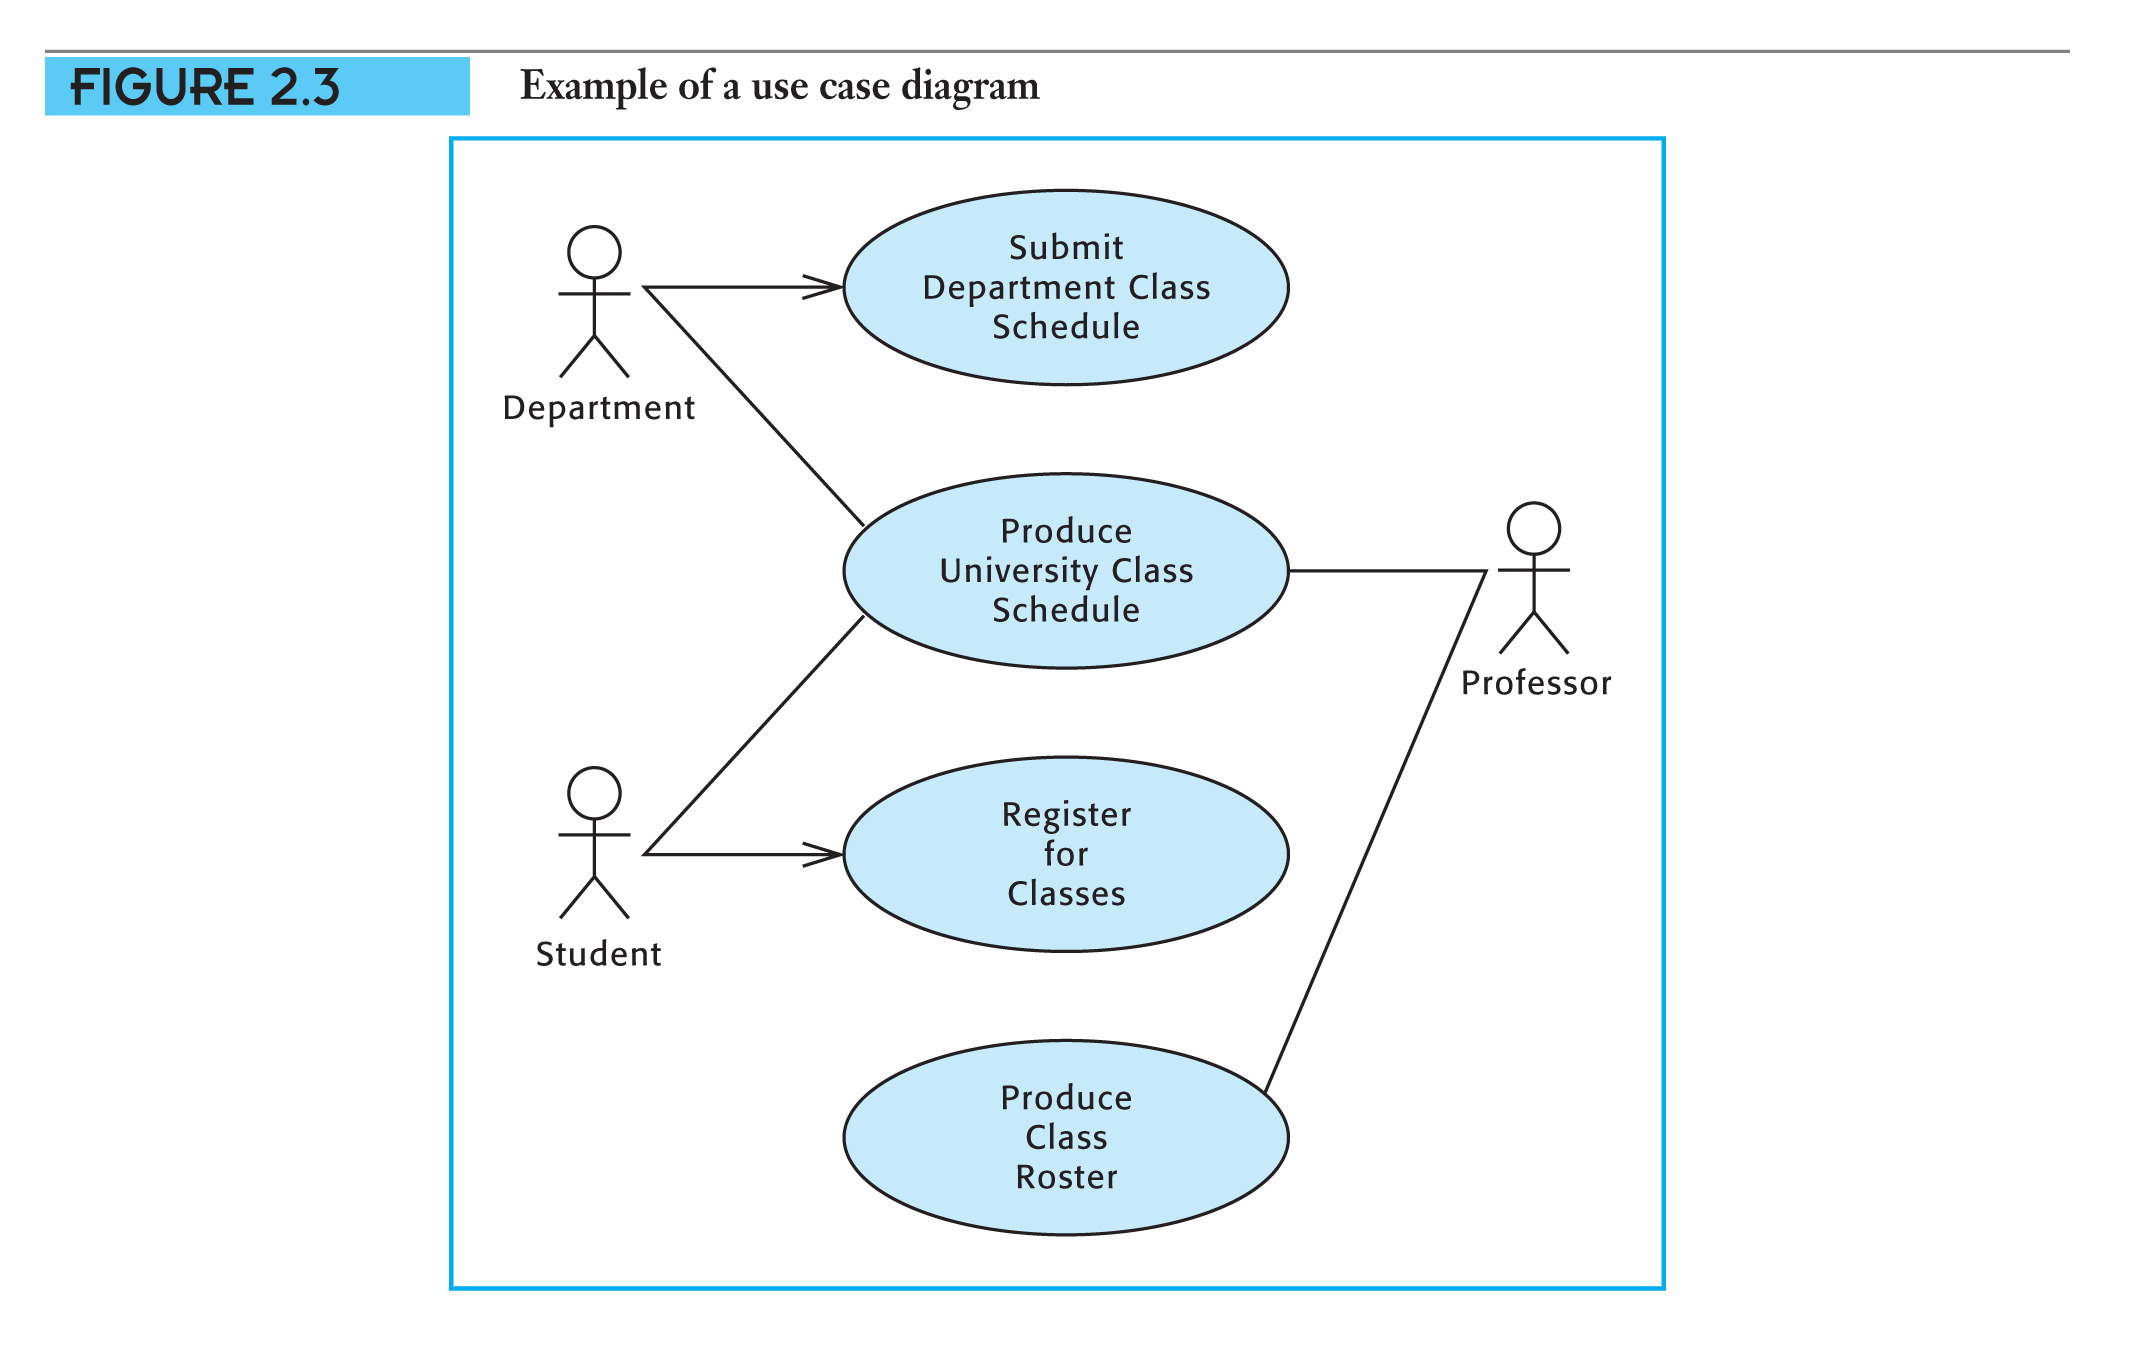 FIGURE 2.3
Example of a use case diagram
Submit
Department Class
Schedule
Department
Produce
University Class
Schedule
Professor
Register
for
Classes
Student
Produce
Class
Roster